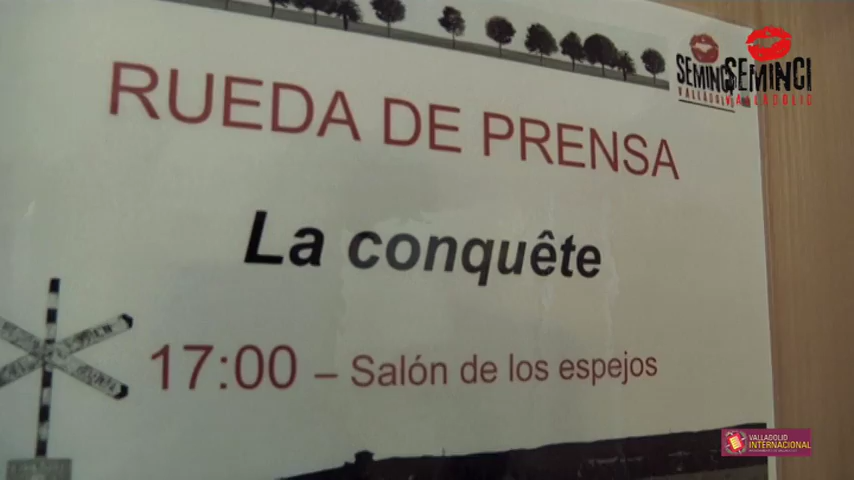 SEMINCI
VALLADOLID
SEMINCI
VALLADOLID
RUEDA DE PRENSA
La conquête
17:00 – Salón de los espejos
VALLADOLID
INTERNACIONAL